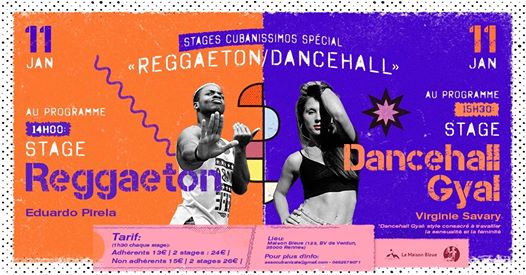 11
JAN
STAGES CUBANISSIMOS SPÉCIAL
«REGGAETON/DANCEHALL»
11
JAN
AU PROGRAMME
14H00:
STAGE
Reggaeton
Eduardo Pirela
AU PROGRAMME
15H30:
STAGE
Dancehall
Gyal
Virginie Savary
"Dancehall Gyal style consacré à travailler
la sensualité et la féminité
Tarif:
(1h30 chaque stage):
Adhérents 13€ | 2 stages : 24€ |
Non adhérents 15€ | 2 stages 26€ |
Lieu:
Maison Bleue (123, BV de Verdun,
35000 Rennes)
Pour plus d'info:
La Maison Bleue